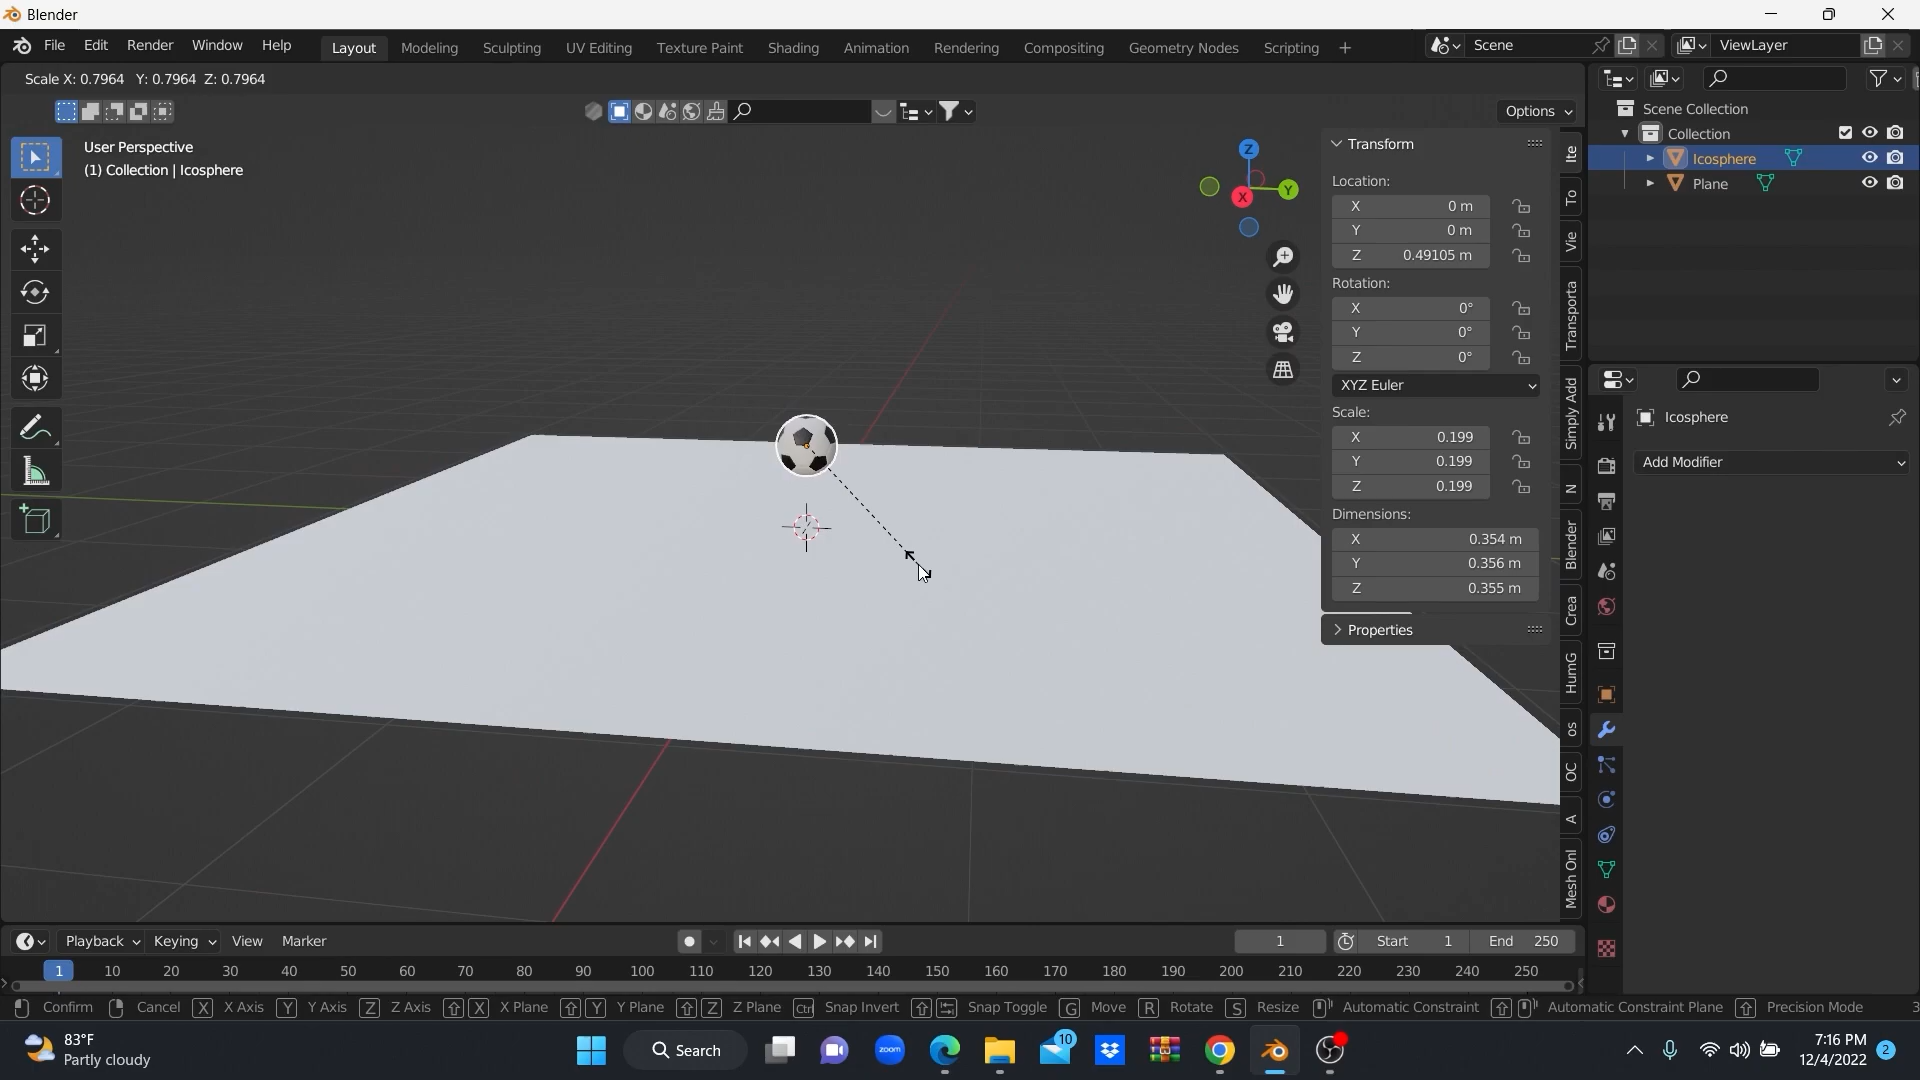 Blender
File Edit Render Window Help Layout Modeling Sculpting UV Editing Texture Paint Shading Animation Rendering Compositing Geometry Nodes Scripting + Scene ViewLayer
Scale X: 0.7964 Y: 0.7964 Z: 0.7964
Options
User Perspective
(1) Collection | Icosphere
Z
Y
X
Transform
Location:
X 0 m
Y 0 m
Z 0.49105 m
Rotation:
X 0°
Y 0°
Z 0°
XYZ Euler
Scale:
X 0.199
Y 0.199
Z 0.199
Dimensions:
X 0.354 m
Y 0.356 m
Z 0.355 m
Properties
Ite
To
Vie
Transporta
Simply Add
N
Blender
Crea
HumG
os
OC
A
Mesh Onl
Scene Collection
Collection
Icosphere
Plane
Icosphere
Add Modifier
Playback Keying View Marker 1 Start 1 End 250
1 10 20 30 40 50 60 70 80 90 100 110 120 130 140 150 160 170 180 190 200 210 220 230 240 250
Confirm Cancel X X Axis Y Y Axis Z Z Axis X X Plane Y Y Plane Z Z Plane Ctrl Snap Invert Snap Toggle G Move R Rotate S Resize Automatic Constraint Automatic Constraint Plane Precision Mode
83°F
Partly cloudy
Search
zoom
10
7:16 PM
12/4/2022
2